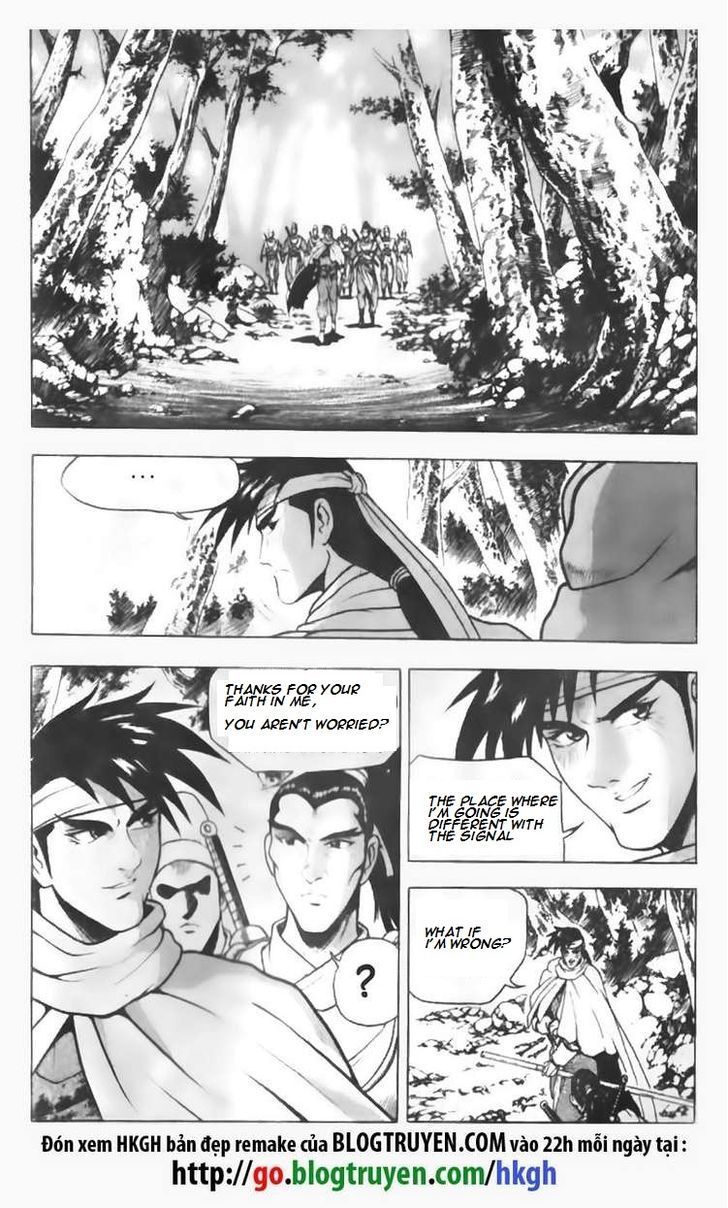 ...
THANKS FOR YOUR
FAITH IN ME,
YOU AREN'T WORRIED?
?
THE PLACE WHERE
I'M GOING IS
DIFFERENT WITH
THE SIGNAL
WHAT IF
I'M WRONG?
Đón xem HKGH bản đẹp remake của BLOGTRUYEN.COM vào 22h mỗi ngày tại :
http://go.blogtruyen.com/hkgh